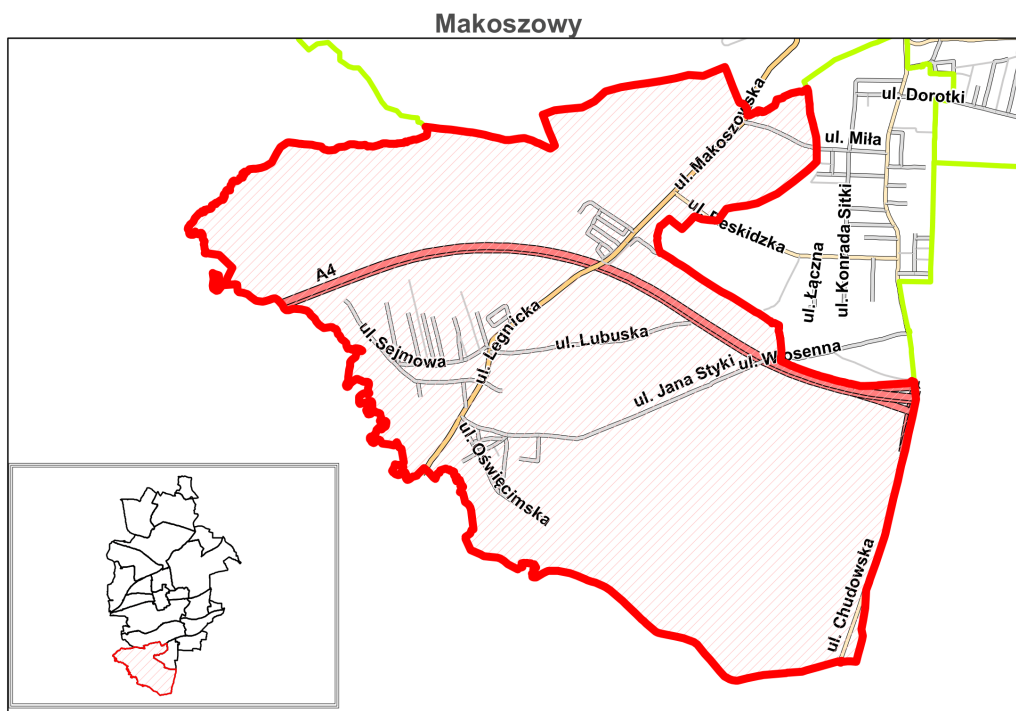 Makoszowy
ul. Dorotki
ul. Makoszowska
ul. Miła
ul. Beskidzka
ul. Konrada Sitki
ul. Łączna
A4
ul. Legnicka
ul. Sejmowa
ul. Lubuska
ul. Wiosenna
ul. Jana Styki
ul. Oświęcimska
ul. Chudowska